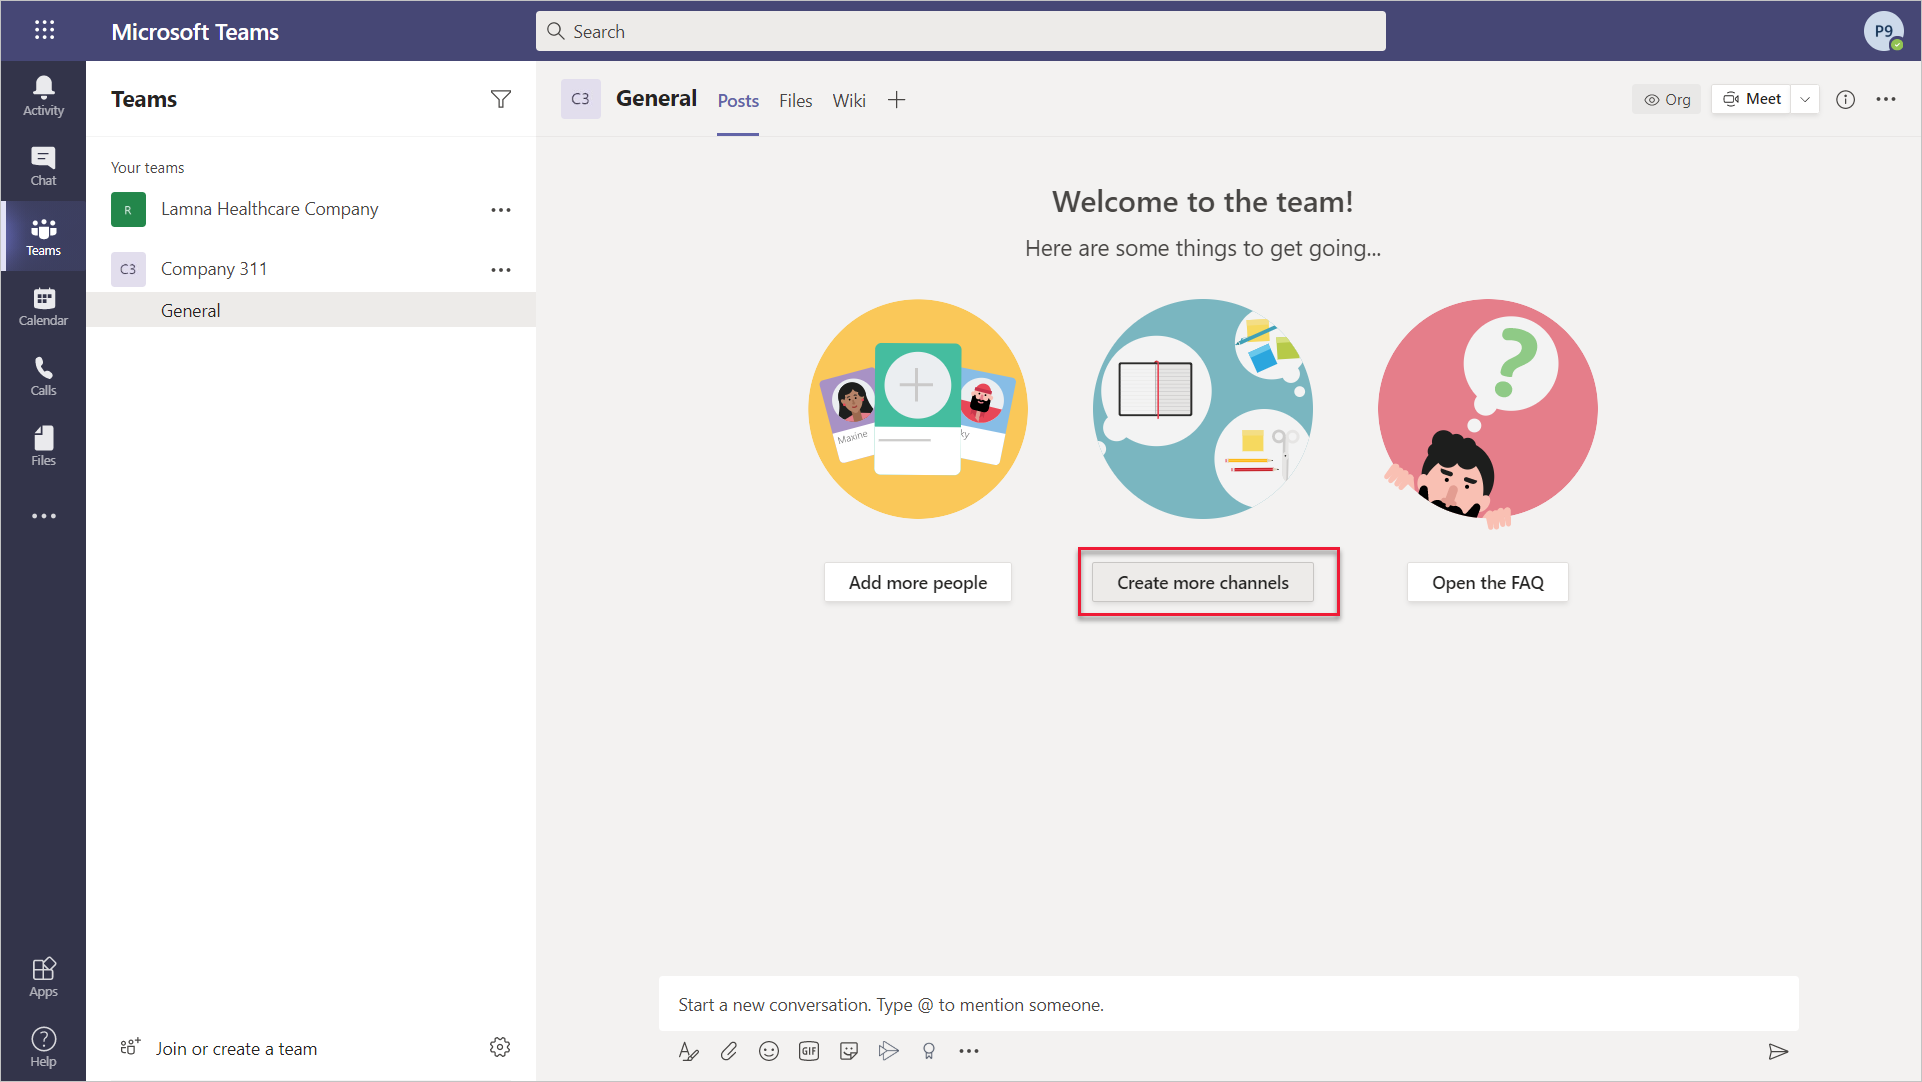 Microsoft Teams
Search
P9
Activity
Chat
Teams
Calendar
Calls
Files
Apps
Help
Teams
Your teams
R
Lamna Healthcare Company
C3
Company 311
General
Join or create a team
C3
General
Posts
Files
Wiki
Org
Meet
Welcome to the team!
Here are some things to get going...
Maxine
ky
Add more people
Create more channels
Open the FAQ
Start a new conversation. Type @ to mention someone.
GIF